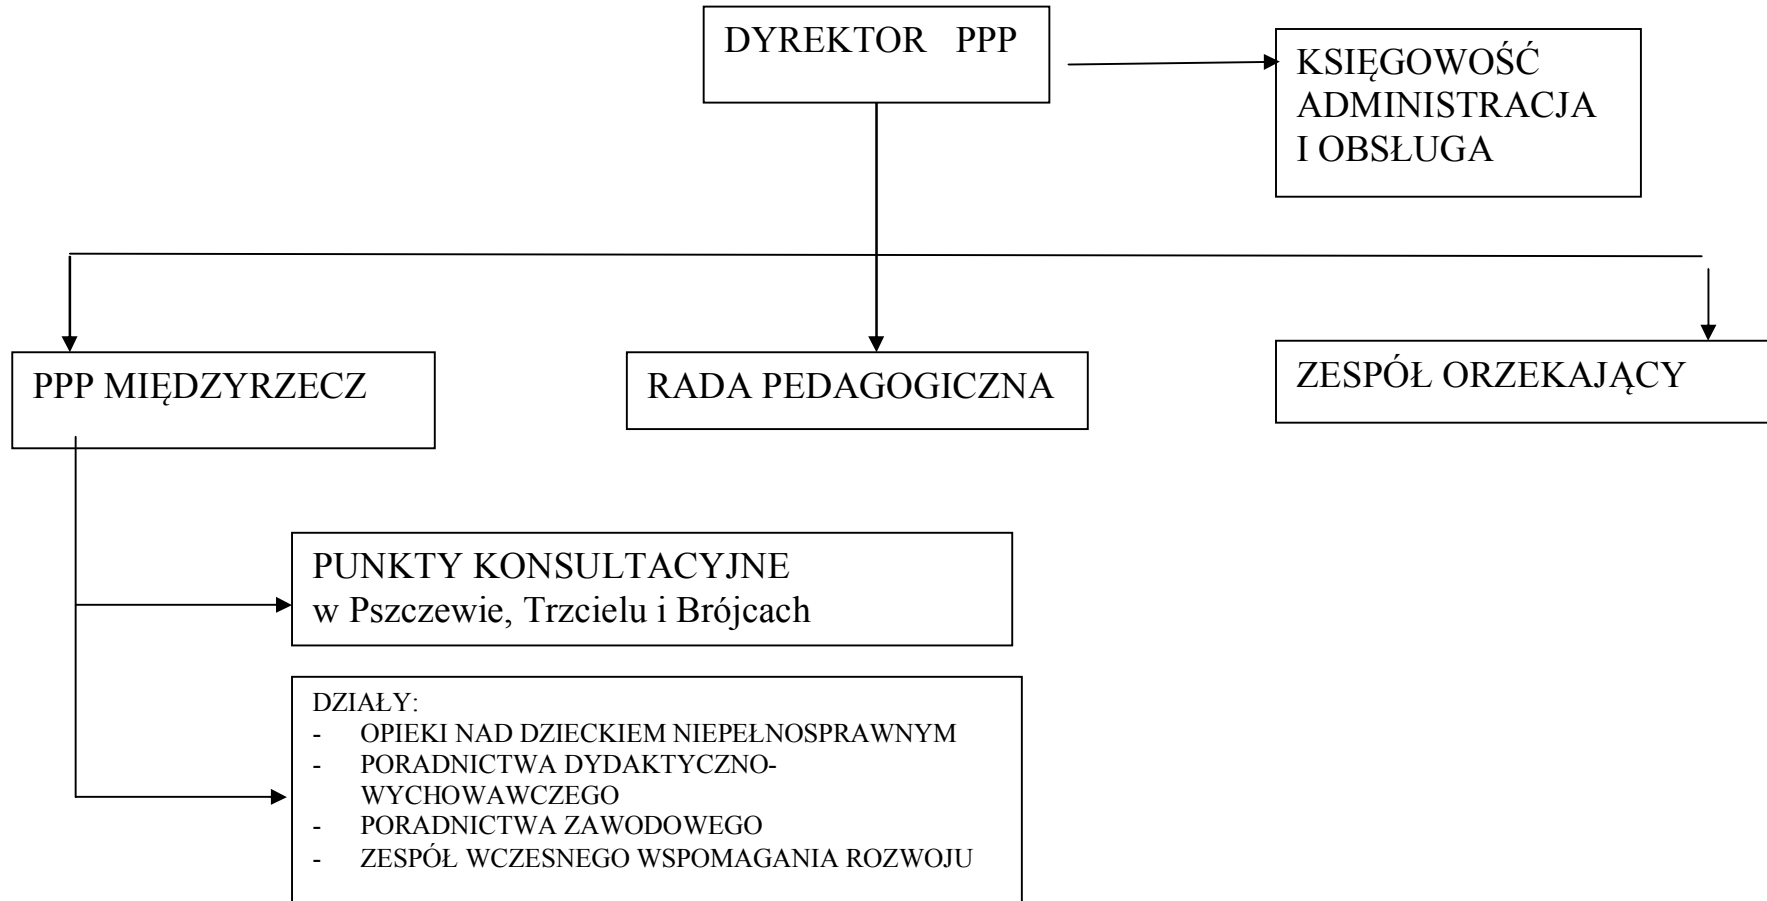 DYREKTOR PPP
KSIĘGOWOŚĆ
ADMINISTRACJA
I OBSŁUGA
PPP MIĘDZYRZECZ
RADA PEDAGOGICZNA
ZESPÓŁ ORZEKAJĄCY
PUNKTY KONSULTACYJNE
w Pszczewie, Trzcielu i Brójcach
DZIAŁY:
- OPIEKI NAD DZIECKIEM NIEPEŁNOSPRAWNYM
- PORADNICTWA DYDAKTYCZNO-
WYCHOWAWCZEGO
- PORADNICTWA ZAWODOWEGO
- ZESPÓŁ WCZESNEGO WSPOMAGANIA ROZWOJU